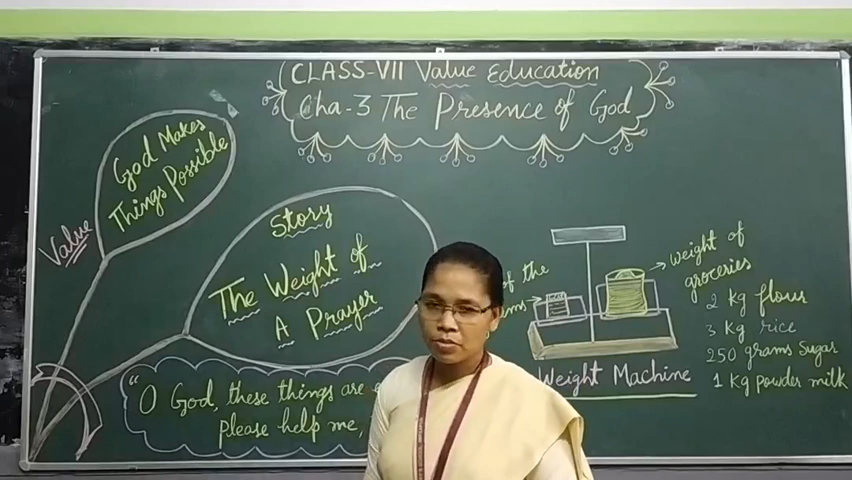 CLASS-VII Value Education
Cha-3 The Presence of God
God Makes
Things Possible
Value
Story
The Weight of
A Prayer
"O God, these things are
Please help me,
of the
weight of
groceries
2 kg flour
3 kg rice
250 grams Sugar
1 kg powder milk
Weight Machine